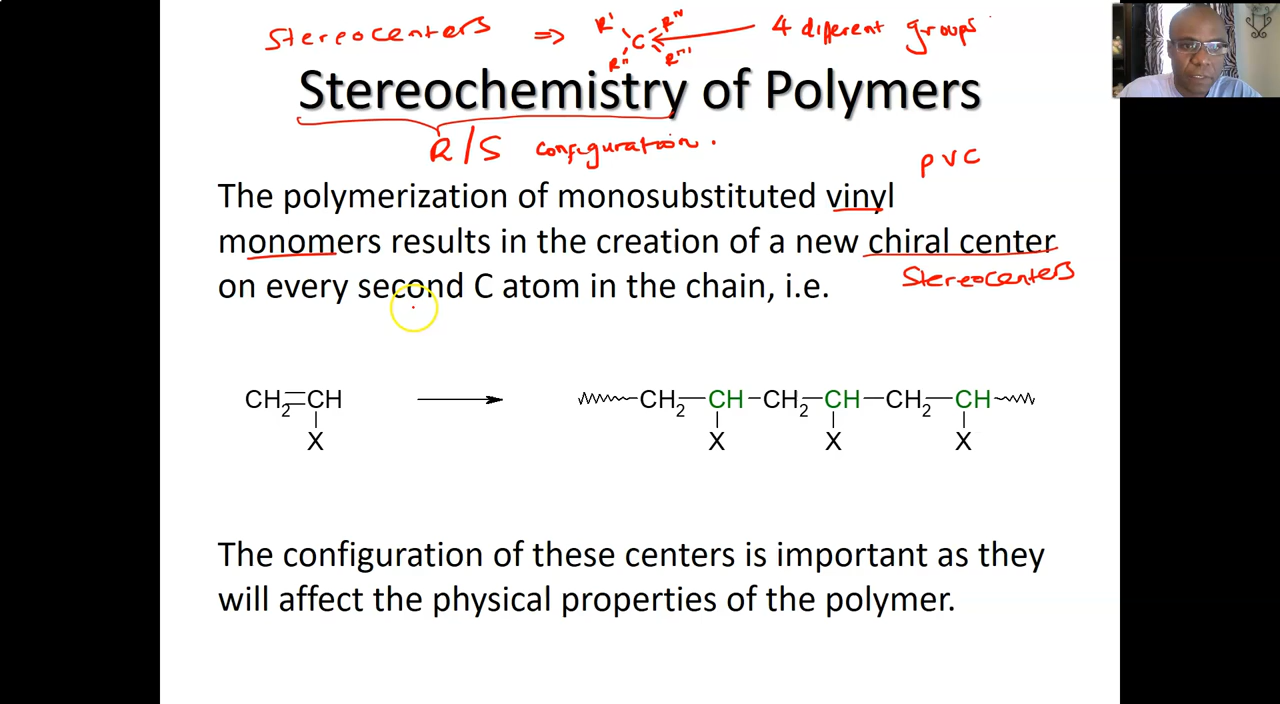 Stereocenters ⇒ R' R'' C R'' R''' 4 different groups
Stereochemistry of Polymers
R/S configuration.
PVC
The polymerization of monosubstituted vinyl
monomers results in the creation of a new chiral center
Stereocenters
on every second C atom in the chain, i.e.
CH2=CH → CH2–CH–CH2–CH–CH2–CH
X X X X
The configuration of these centers is important as they
will affect the physical properties of the polymer.